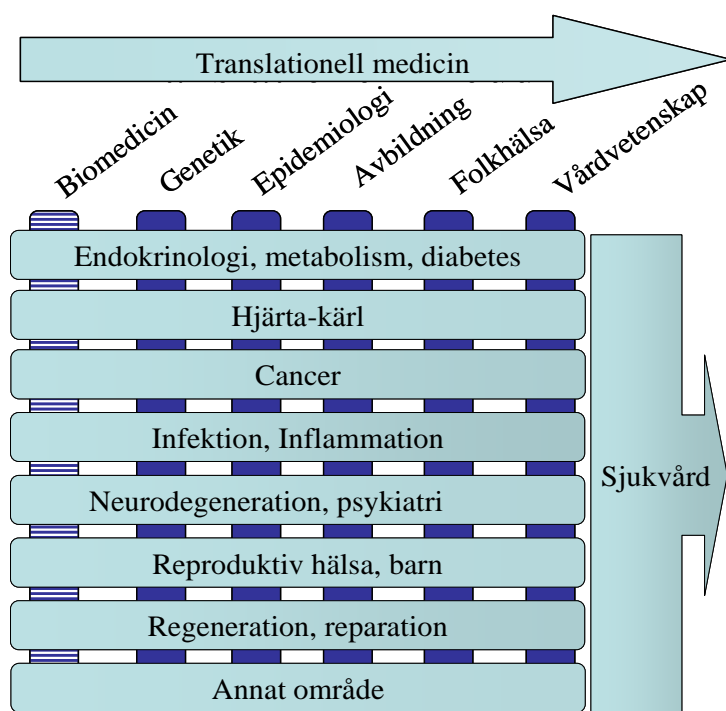 Translationell medicin
Biomedicin
Genetik
Epidemiologi
Avbildning
Folkhälsa
Vårdvetenskap
Endokrinologi, metabolism, diabetes
Hjärta-kärl
Cancer
Infektion, Inflammation
Neurodegeneration, psykiatri
Reproduktiv hälsa, barn
Regeneration, reparation
Annat område
Sjukvård